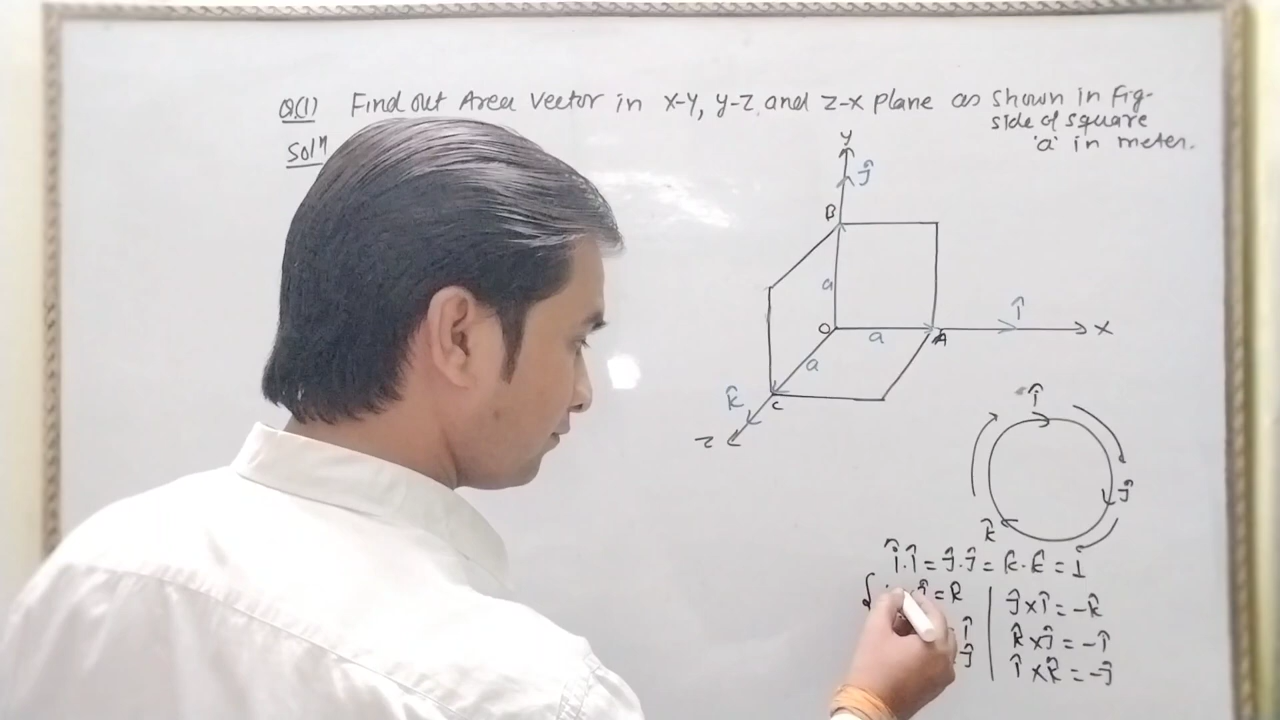 Q(1) Find out Area Vector in X-Y, Y-Z and Z-X Plane as shown in Fig-
side of square
'a' in meter.
Solⁿ
y
ĵ
B
a
O
a
A
î
X
a
k̂
C
Z
î
ĵ
k̂
î.î = ĵ.ĵ = k̂.k̂ = 1
= k̂
ĵ×î = -k̂
î
k̂×ĵ = -î
ĵ
î×k̂ = -ĵ